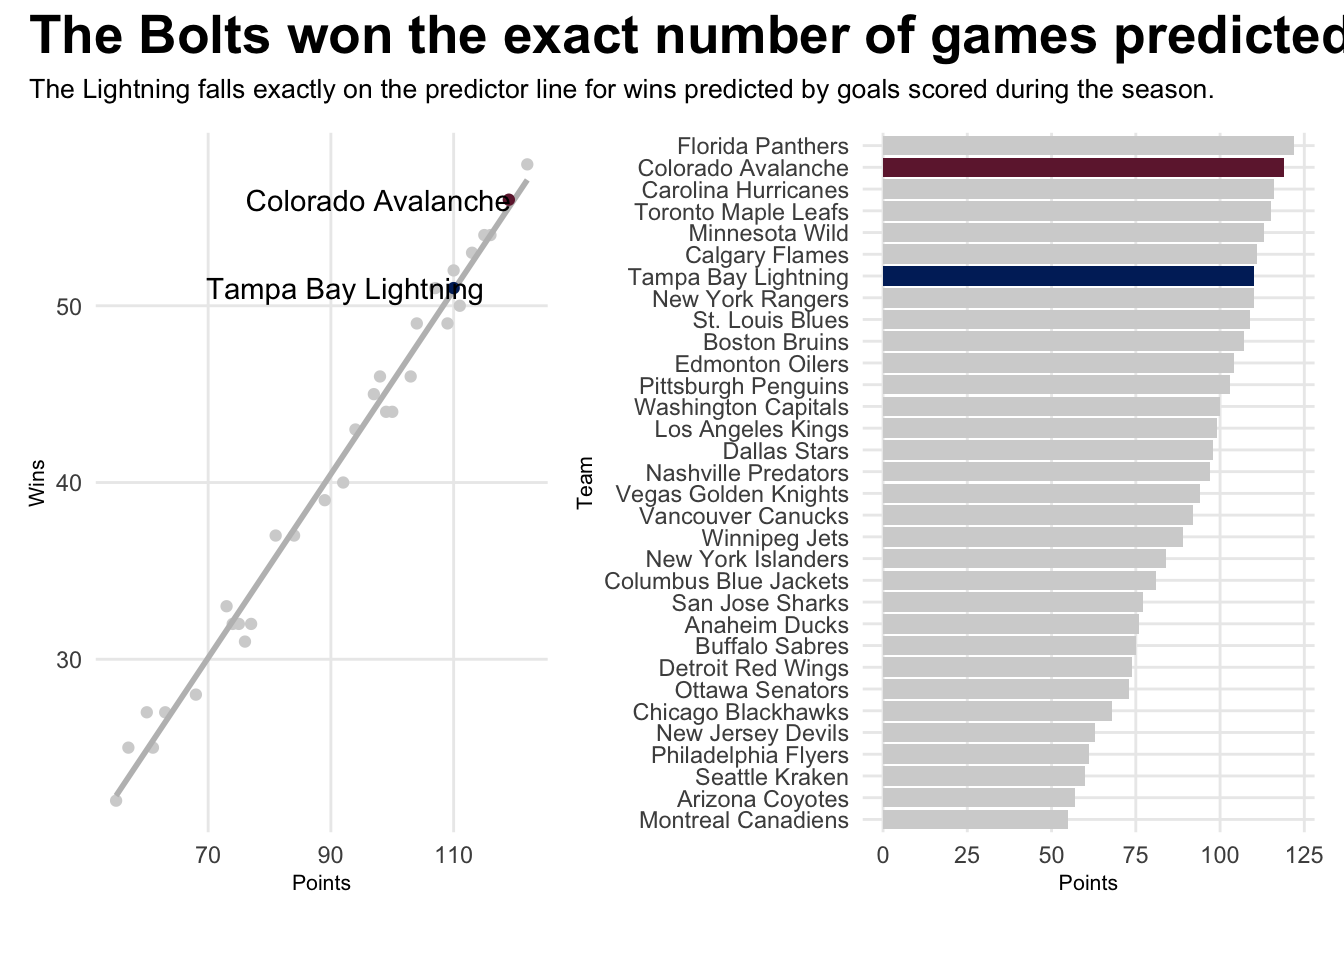 The Bolts won the exact number of games predicted
The Lightning falls exactly on the predictor line for wins predicted by goals scored during the season.
Colorado Avalanche
Tampa Bay Lightning
50
40
30
Wins
70 90 110
Points
Team
Florida Panthers
Colorado Avalanche
Carolina Hurricanes
Toronto Maple Leafs
Minnesota Wild
Calgary Flames
Tampa Bay Lightning
New York Rangers
St. Louis Blues
Boston Bruins
Edmonton Oilers
Pittsburgh Penguins
Washington Capitals
Los Angeles Kings
Dallas Stars
Nashville Predators
Vegas Golden Knights
Vancouver Canucks
Winnipeg Jets
New York Islanders
Columbus Blue Jackets
San Jose Sharks
Anaheim Ducks
Buffalo Sabres
Detroit Red Wings
Ottawa Senators
Chicago Blackhawks
New Jersey Devils
Philadelphia Flyers
Seattle Kraken
Arizona Coyotes
Montreal Canadiens
0 25 50 75 100 125
Points